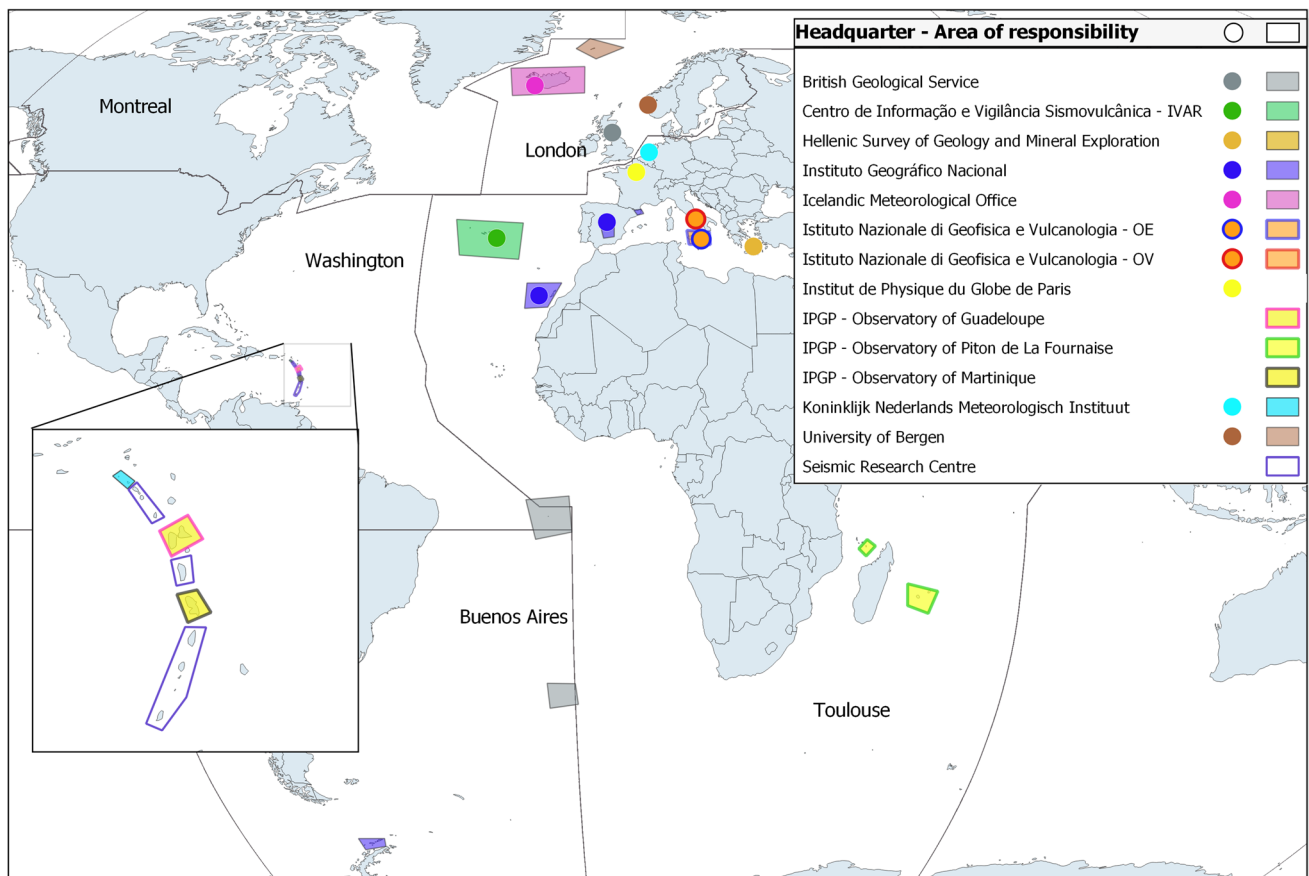 Headquarter - Area of responsibility
British Geological Service
Centro de Informação e Vigilância Sismovulcânica - IVAR
Hellenic Survey of Geology and Mineral Exploration
Instituto Geográfico Nacional
Icelandic Meteorological Office
Istituto Nazionale di Geofisica e Vulcanologia - OE
Istituto Nazionale di Geofisica e Vulcanologia - OV
Institut de Physique du Globe de Paris
IPGP - Observatory of Guadeloupe
IPGP - Observatory of Piton de La Fournaise
IPGP - Observatory of Martinique
Koninklijk Nederlands Meteorologisch Instituut
University of Bergen
Seismic Research Centre
Montreal
London
Washington
Buenos Aires
Toulouse